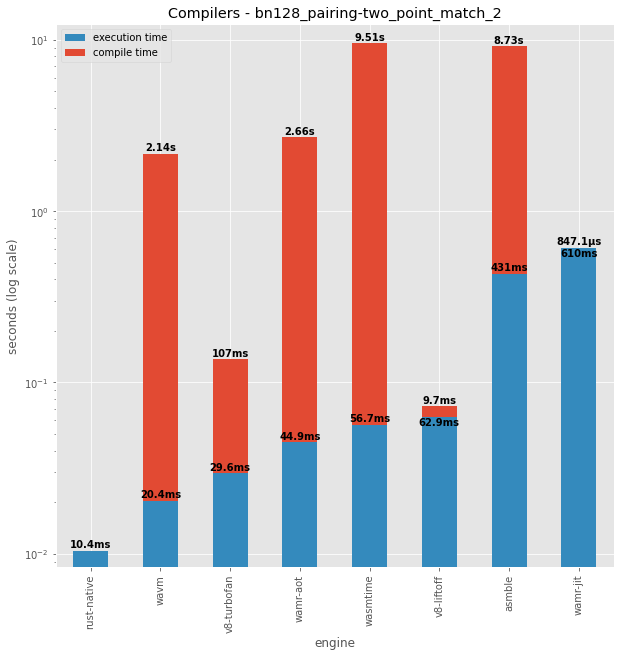 Compilers - bn128_pairing-two_point_match_2
execution time
compile time
10¹
10⁰
10⁻¹
10⁻²
seconds (log scale)
10.4ms
2.14s
20.4ms
107ms
29.6ms
2.66s
44.9ms
9.51s
56.7ms
9.7ms
62.9ms
8.73s
431ms
847.1µs
610ms
rust-native
wavm
v8-turbofan
wamr-aot
wasmtime
v8-liftoff
asmble
wamr-jit
engine